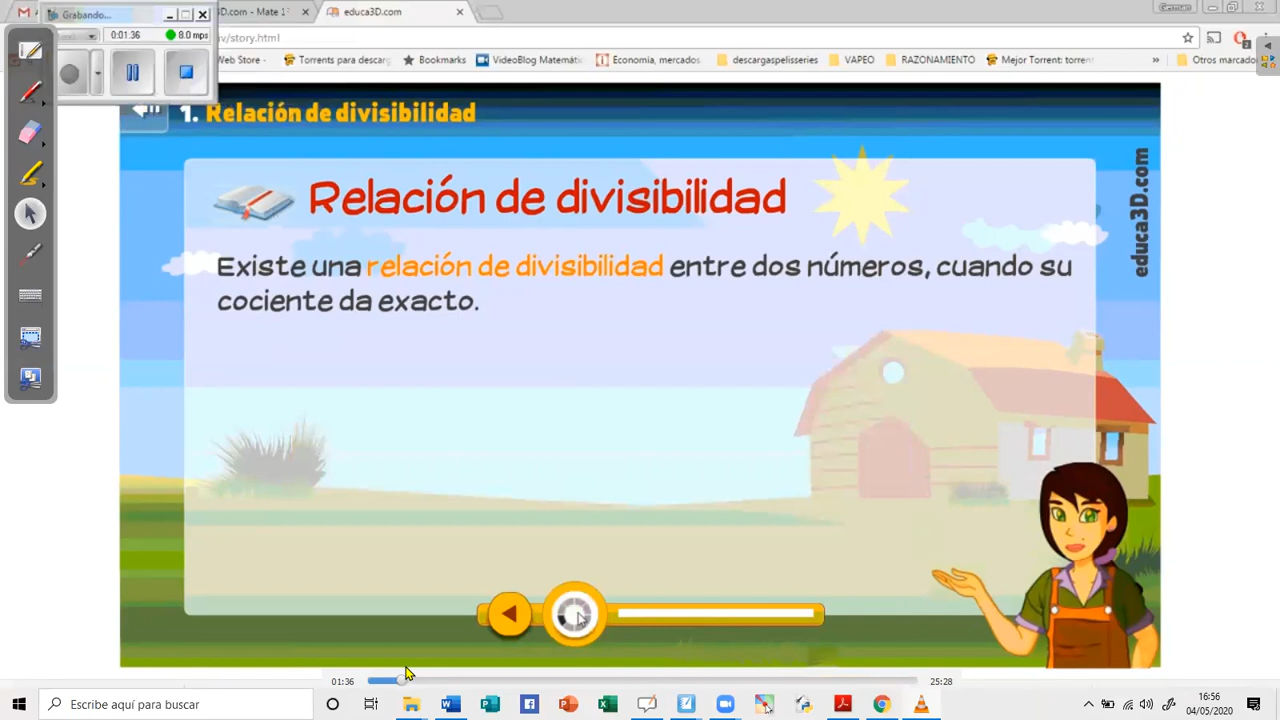 Grabando...
0:01.36
8.0 mps
3D.com - Mate 1
educa3D.com
German
/story.html
Web Store
Torrents para descarg
Bookmarks
VideoBlog Matemátic
Economía, mercados
descargaspelisseries
VAPEO
RAZONAMIENTO
Mejor Torrent: torrent
»
Otros marcado
1. Relación de divisibilidad
educa3D.com
Relación de divisibilidad
Existe una relación de divisibilidad entre dos números, cuando su
cociente da exacto.
01:36
25:28
Escribe aquí para buscar
16:56
04/05/2020